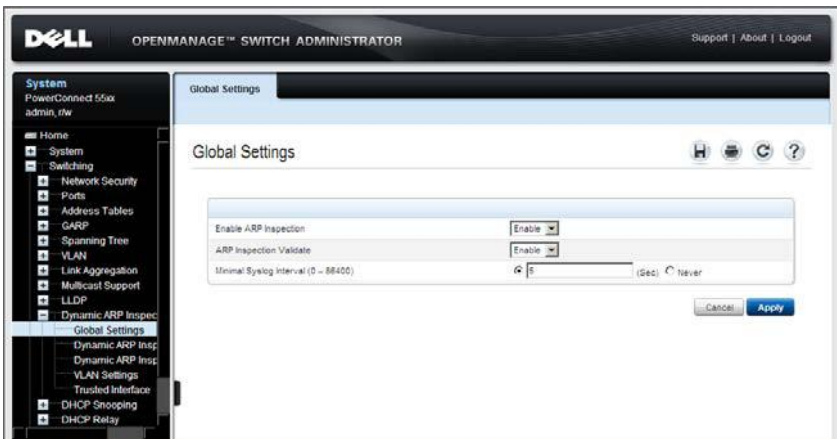 DELL
OPENMANAGE™ SWITCH ADMINISTRATOR
Support | About | Logout
System
PowerConnect 55xx
admin, r/w
Home
System
Switching
Network Security
Ports
Address Tables
GARP
Spanning Tree
VLAN
Link Aggregation
Multicast Support
LLDP
Dynamic ARP Inspec
Global Settings
Dynamic ARP Insp
Dynamic ARP Insp
VLAN Settings
Trusted Interface
DHCP Snooping
DHCP Relay
Global Settings
Global Settings
?
Enable ARP Inspection Enable
ARP Inspection Validate Enable
Minimal Syslog Interval (0 – 86400) 5 (Sec) Never
Cancel Apply